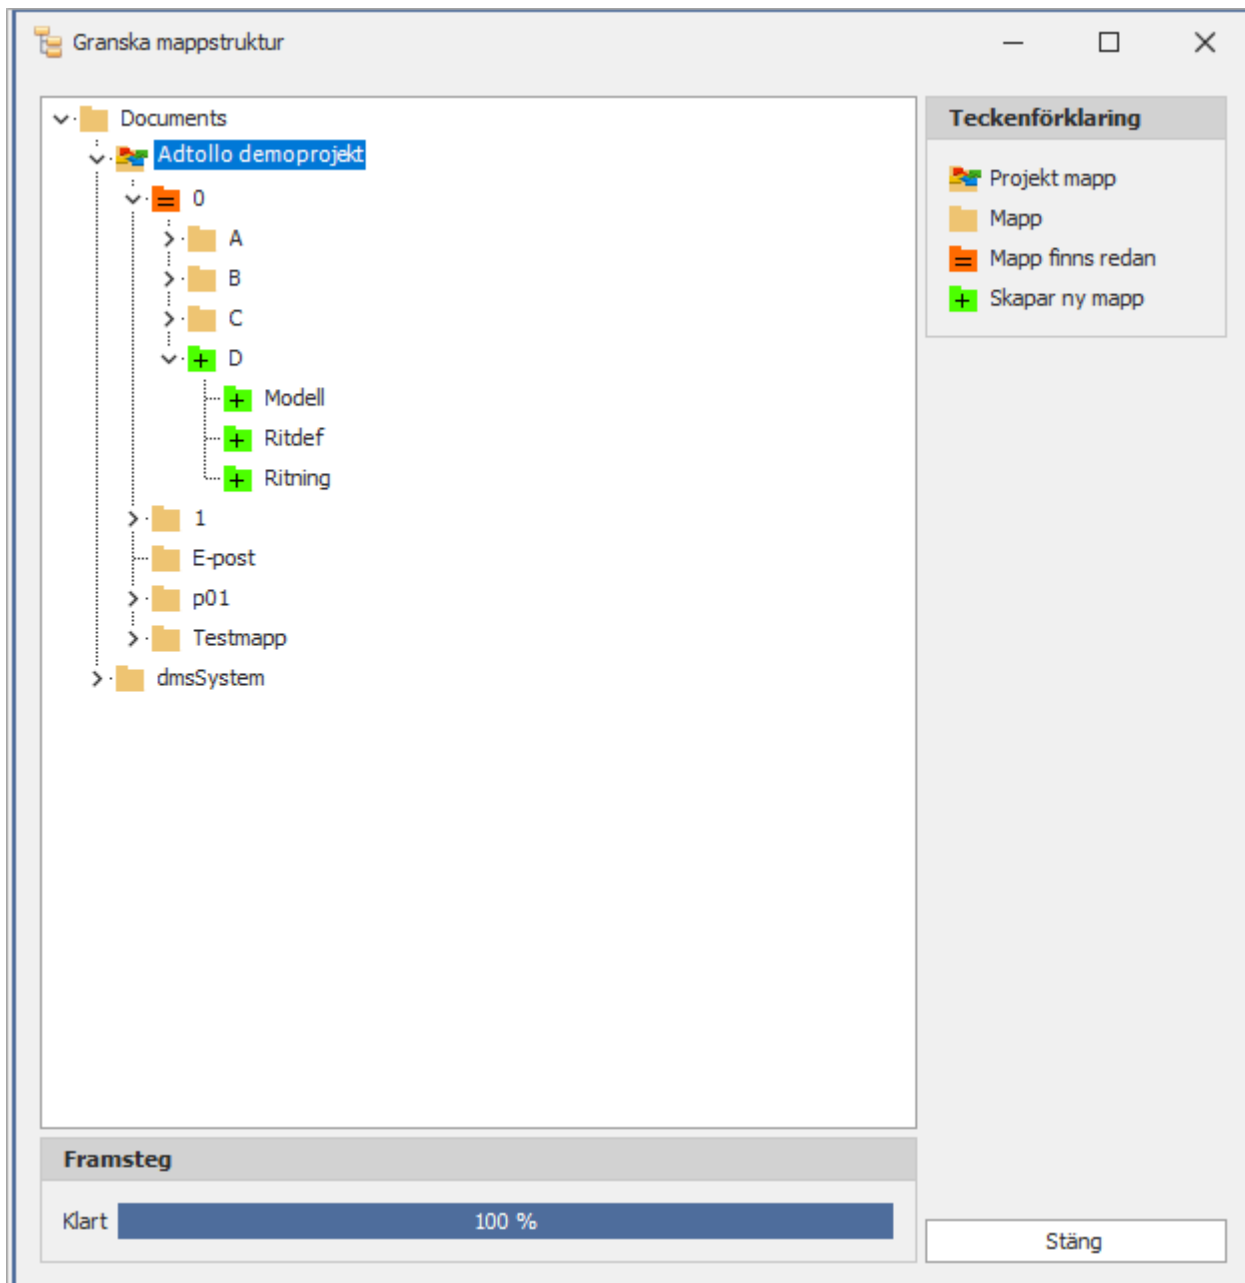 Granska mappstruktur
Documents
Adtollo demoprojekt
0
A
B
C
D
Modell
Ritdef
Ritning
1
E-post
p01
Testmapp
dmsSystem
Teckenförklaring
Projekt mapp
Mapp
Mapp finns redan
Skapar ny mapp
Framsteg
Klart 100 %
Stäng